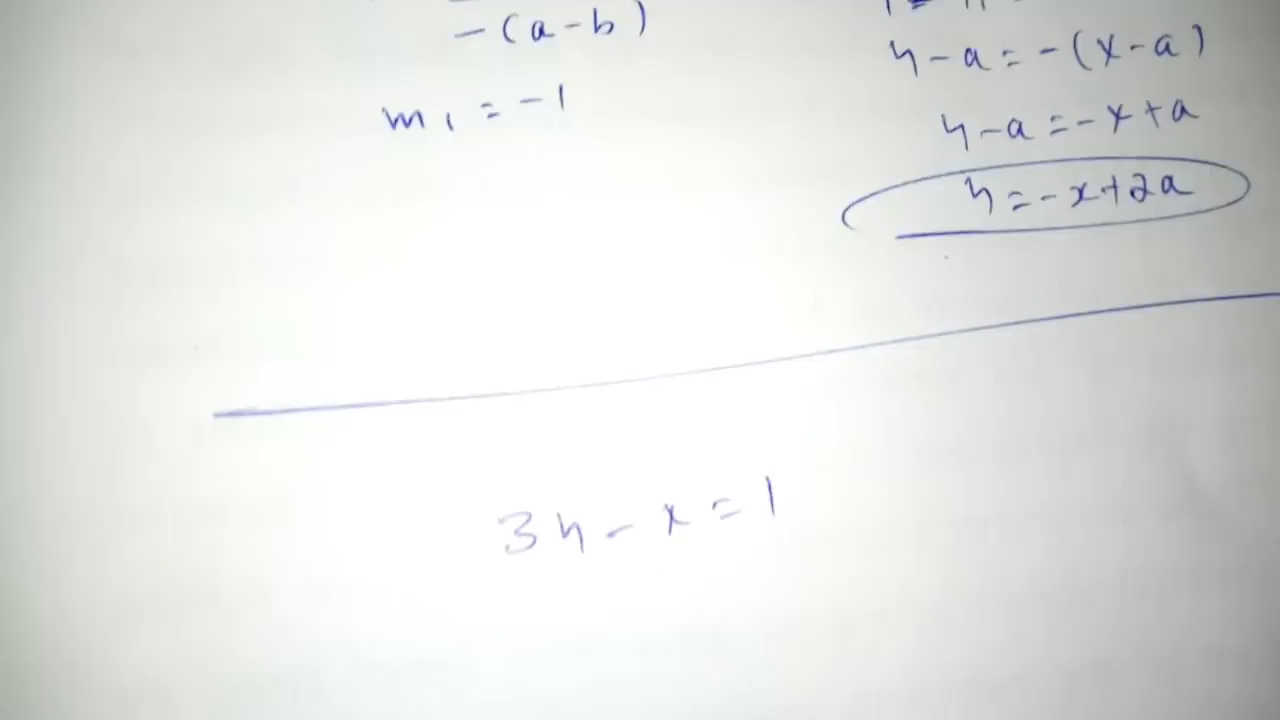 -(a-b)
m₁ = -1
y-a=-(x-a)
y-a=-x+a
y=-x+2a
3y-x=1